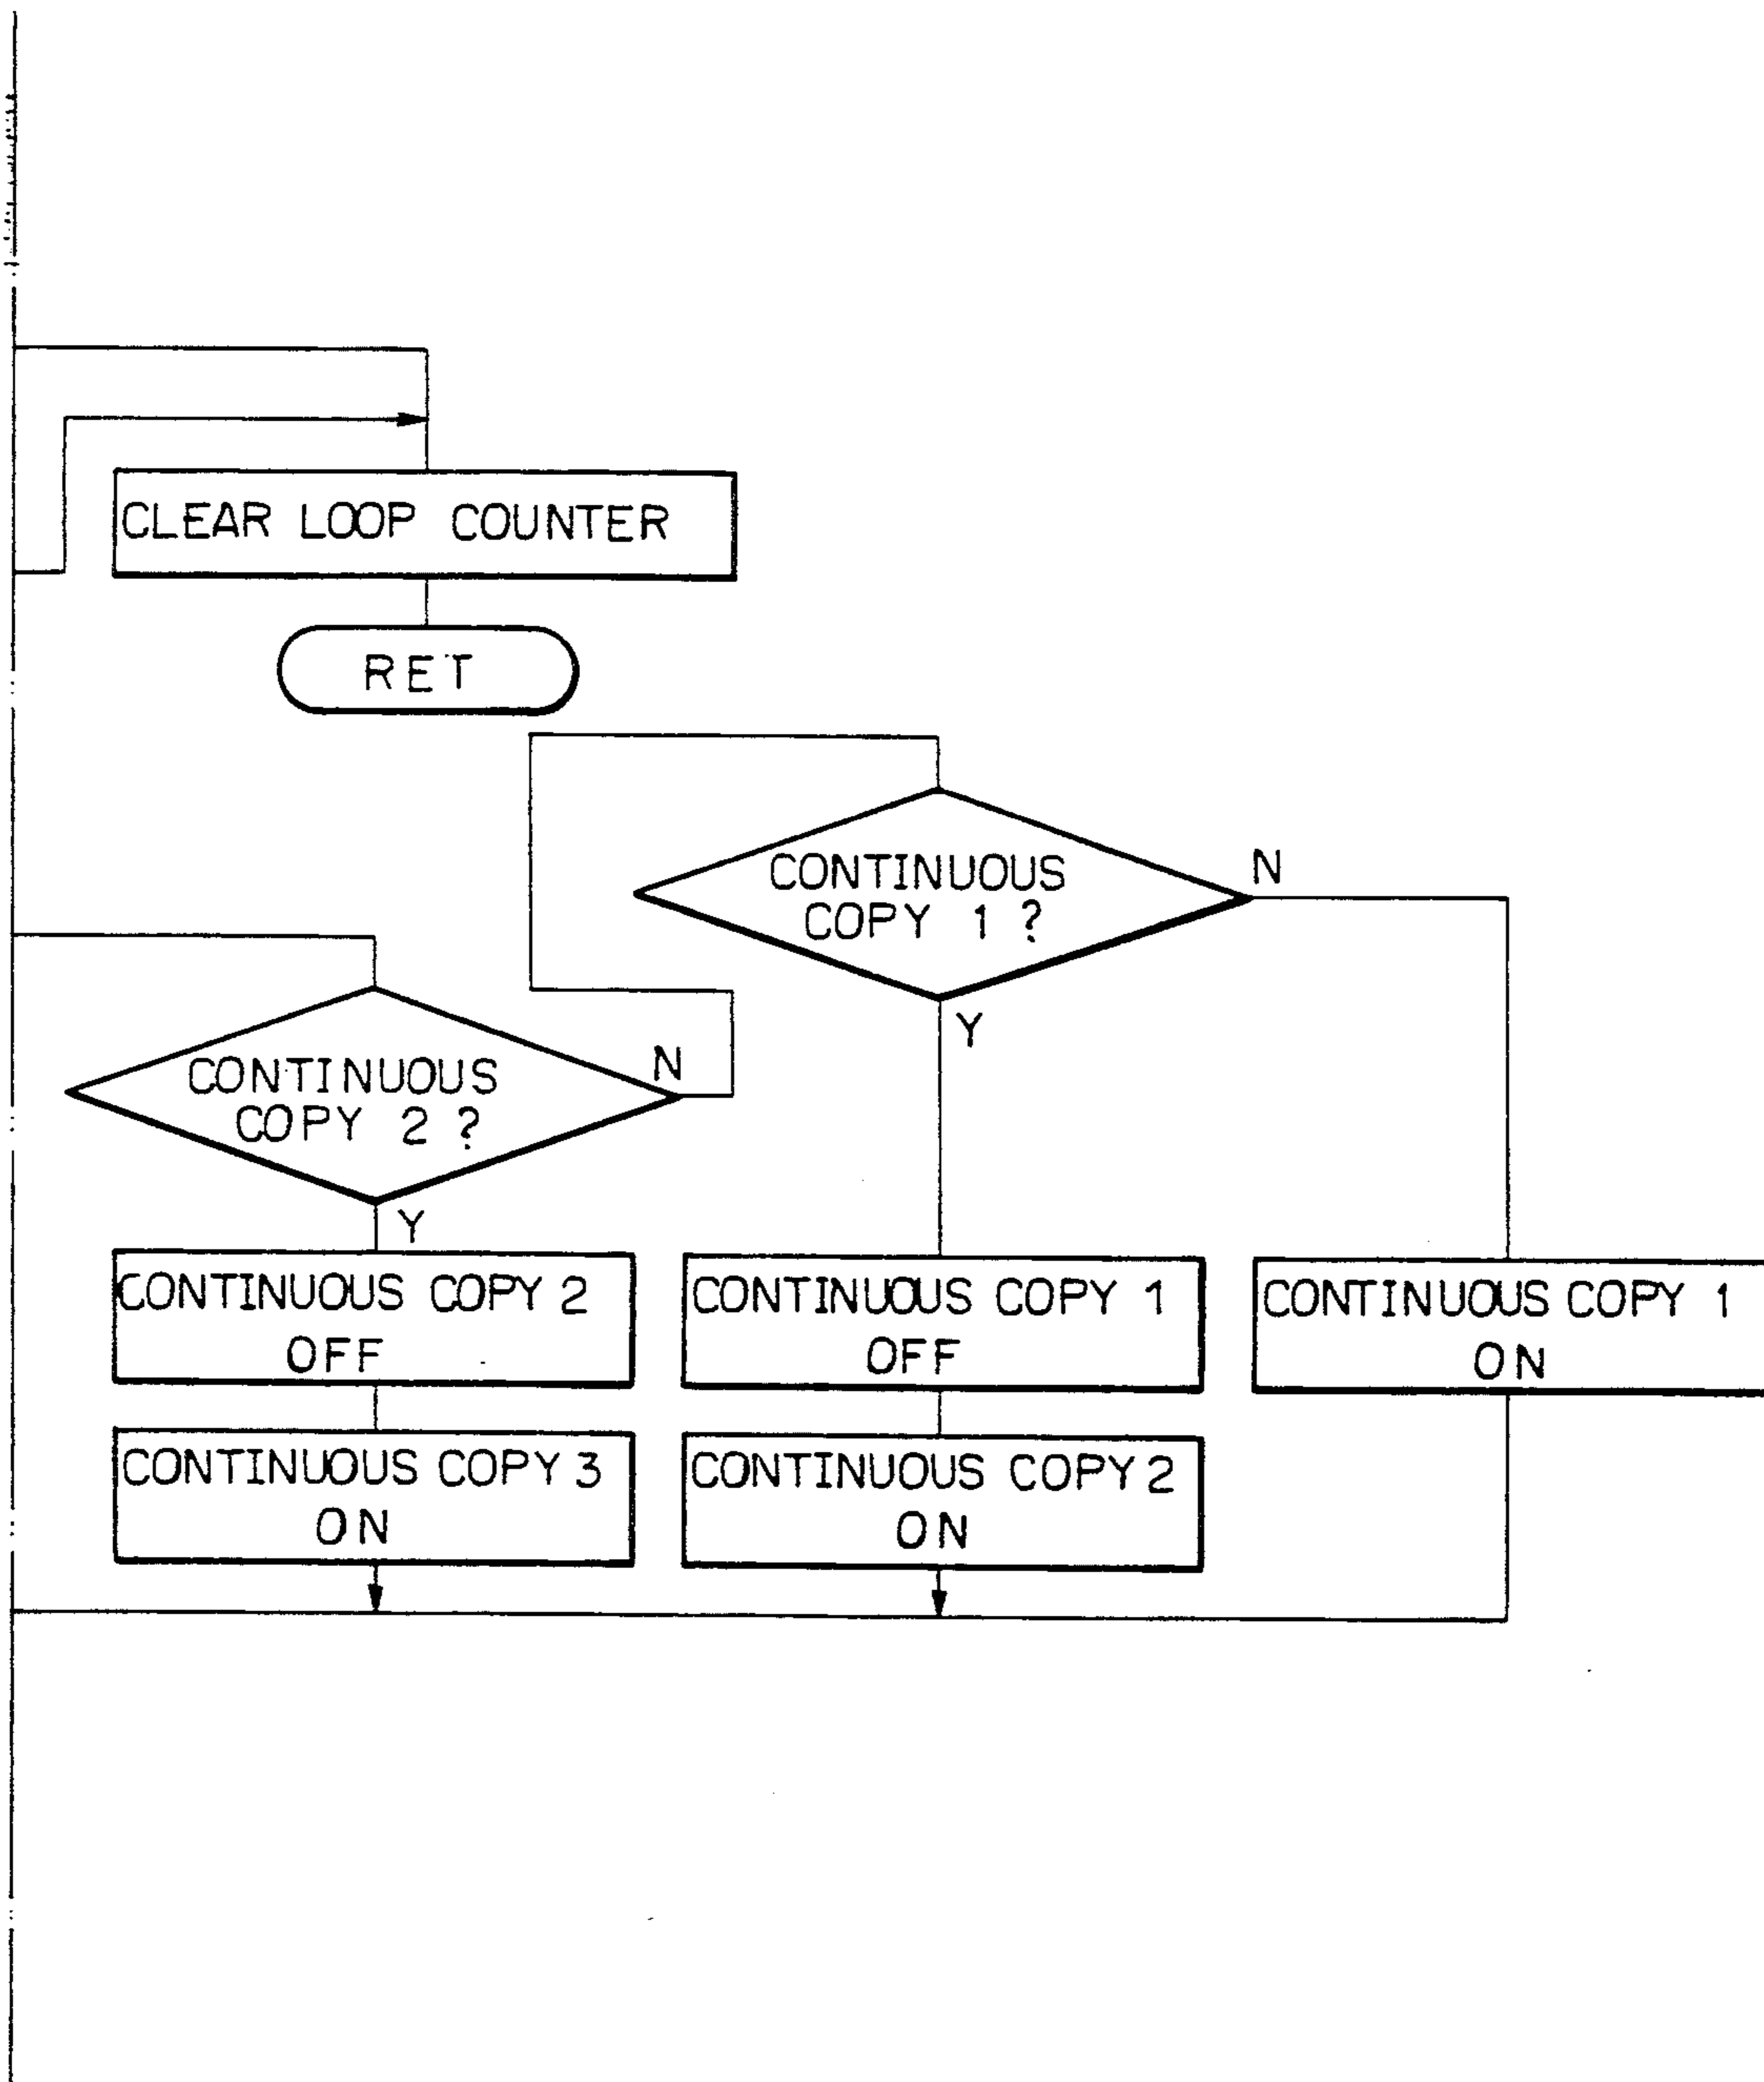 CLEAR LOOP COUNTER
RET
CONTINUOUS
COPY 1 ?
N
Y
CONTINUOUS
COPY 2 ?
N
Y
CONTINUOUS COPY 2
OFF
CONTINUOUS COPY 3
ON
CONTINUOUS COPY 1
OFF
CONTINUOUS COPY 2
ON
CONTINUOUS COPY 1
ON